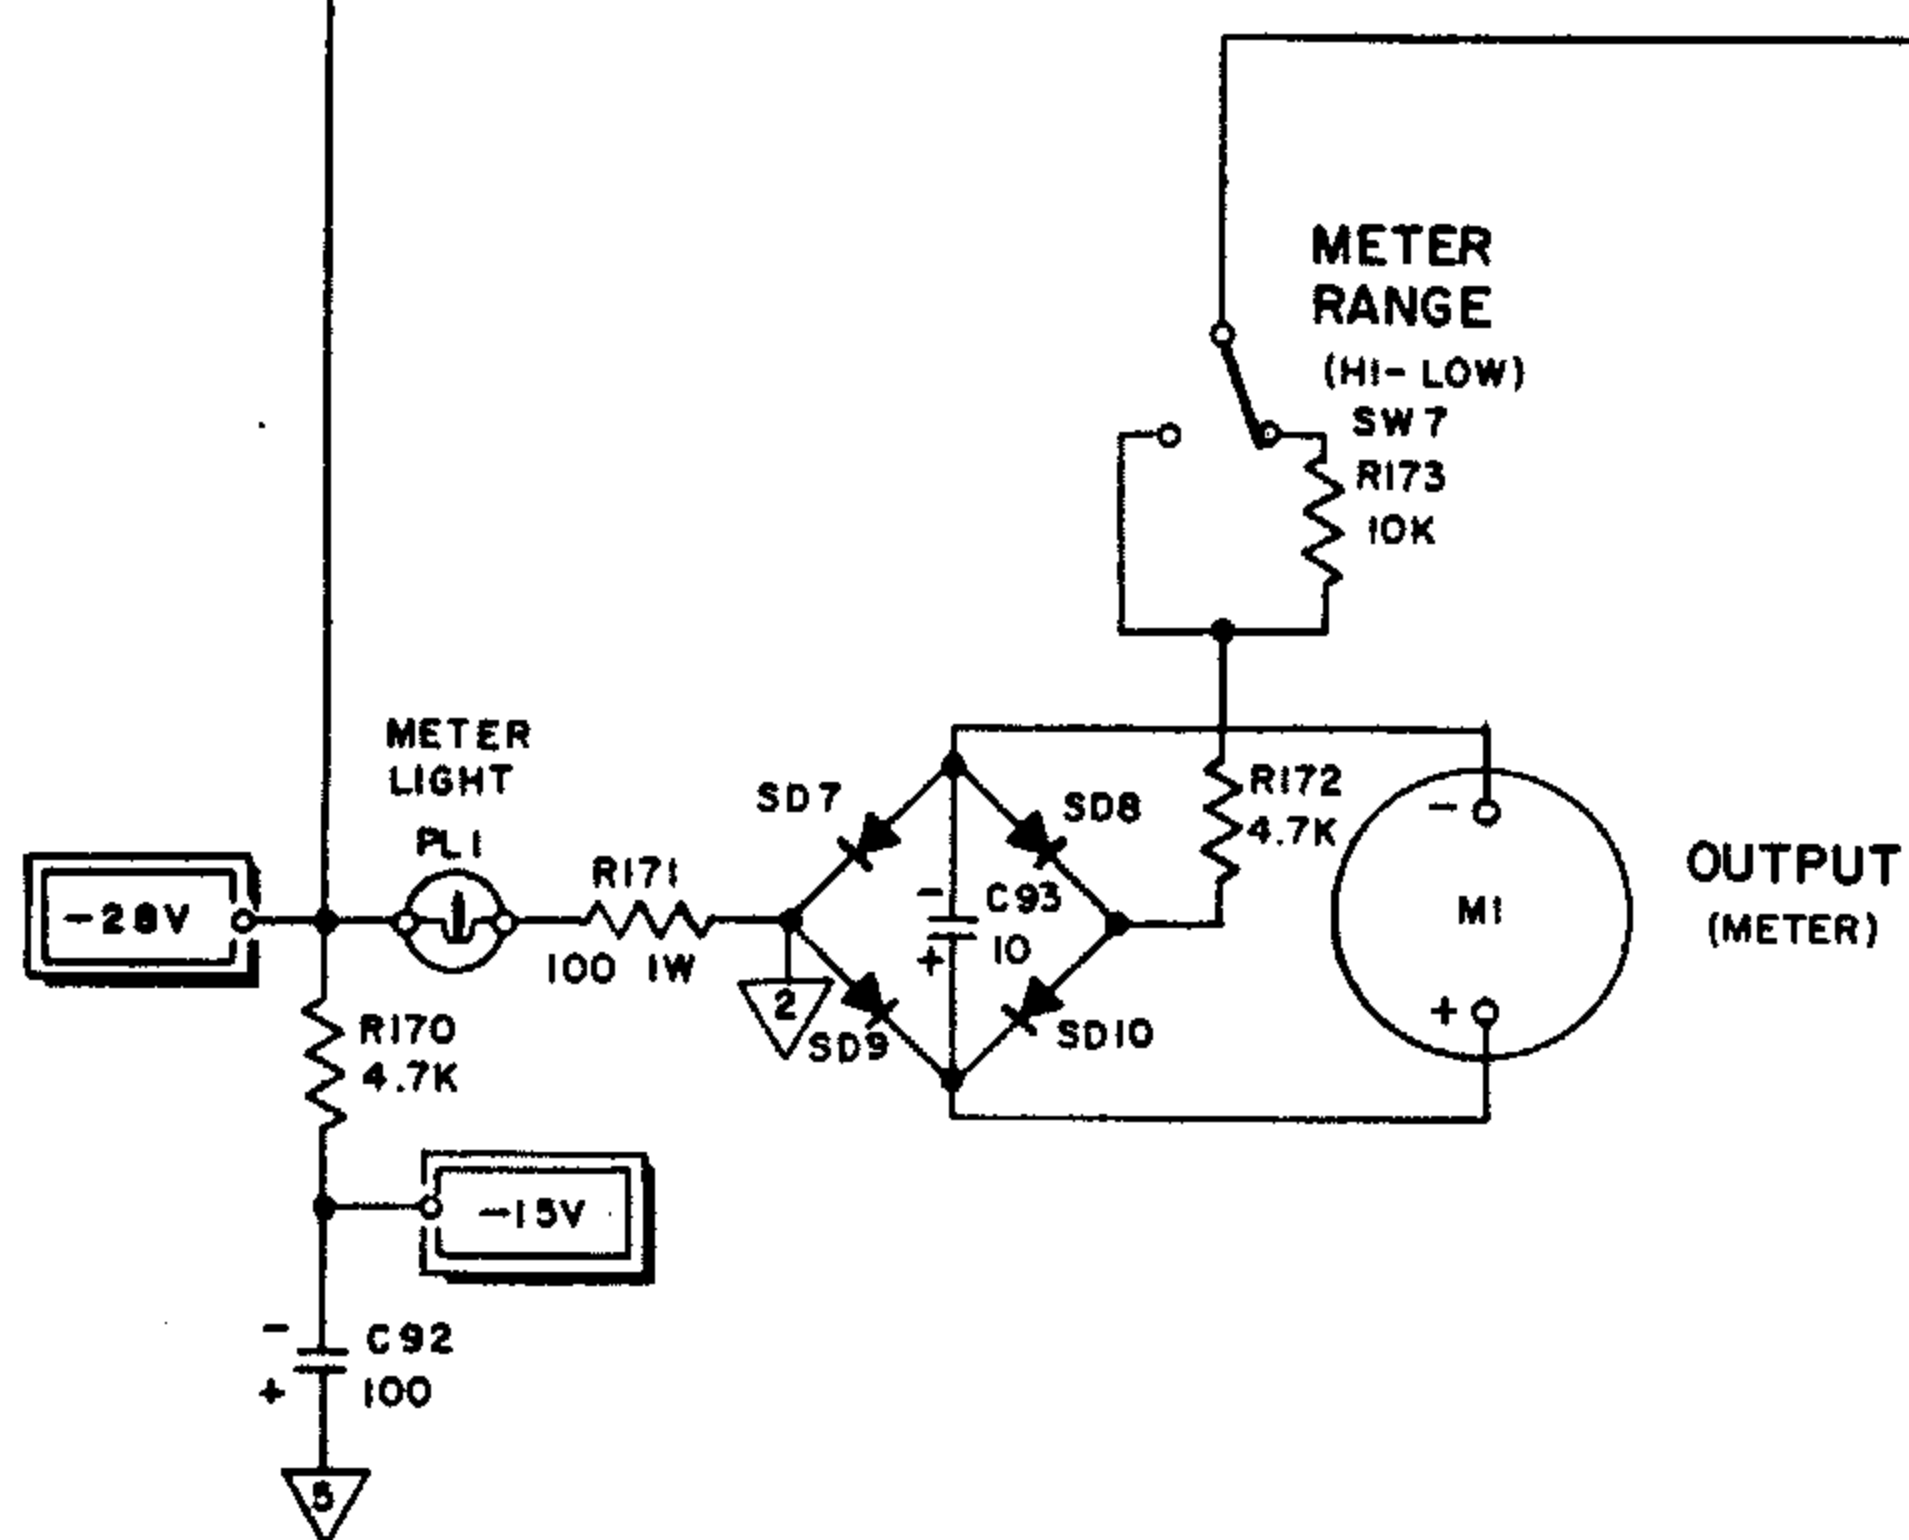 METER
RANGE
(HI-LOW)
SW7
R173
10K
METER
LIGHT
PL1
-28V
R171
100 1W
SD7
SD8
R172
4.7K
-
C93
10
+
2
SD9
SD10
-
M1
+
OUTPUT
(METER)
R170
4.7K
-15V
-
C92
100
+
5